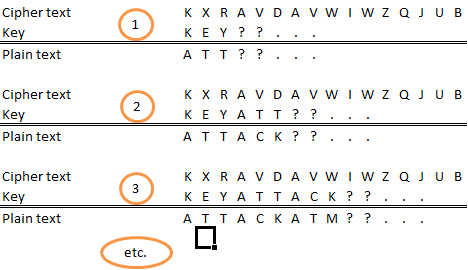 Cipher text K X R A V D A V W I W Z Q J U B
Key 1 K E Y ? ? . . .
Plain text A T T ? ? . . .
Cipher text K X R A V D A V W I W Z Q J U B
Key 2 K E Y A T T ? ? . . .
Plain text A T T A C K ? ? . . .
Cipher text K X R A V D A V W I W Z Q J U B
Key 3 K E Y A T T A C K ? ? . . .
Plain text A T T A C K A T M ? ? . . .
etc.